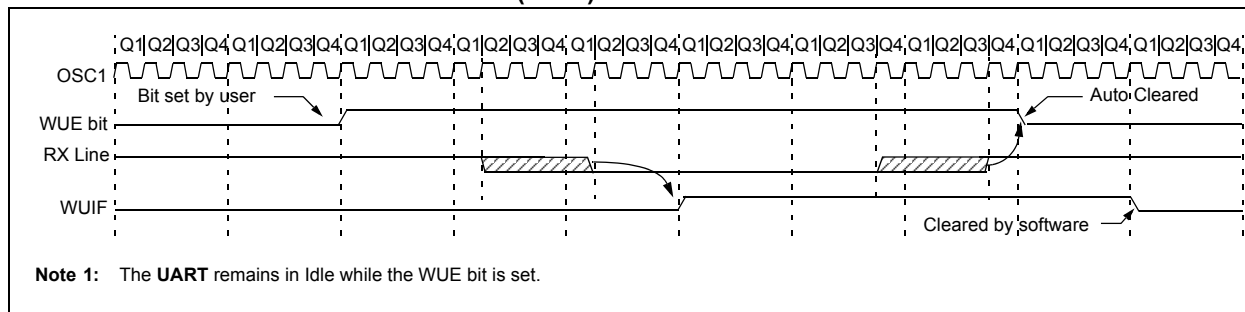 Q1|Q2|Q3|Q4|Q1|Q2|Q3|Q4|Q1|Q2|Q3|Q4|Q1|Q2|Q3|Q4|Q1|Q2|Q3|Q4|Q1|Q2|Q3|Q4|Q1|Q2|Q3|Q4|Q1|Q2|Q3|Q4|Q1|Q2|Q3|Q4|Q1|Q2|Q3|Q4
OSC1
Bit set by user
Auto Cleared
WUE bit
RX Line
WUIF
Cleared by software
Note 1: The UART remains in Idle while the WUE bit is set.